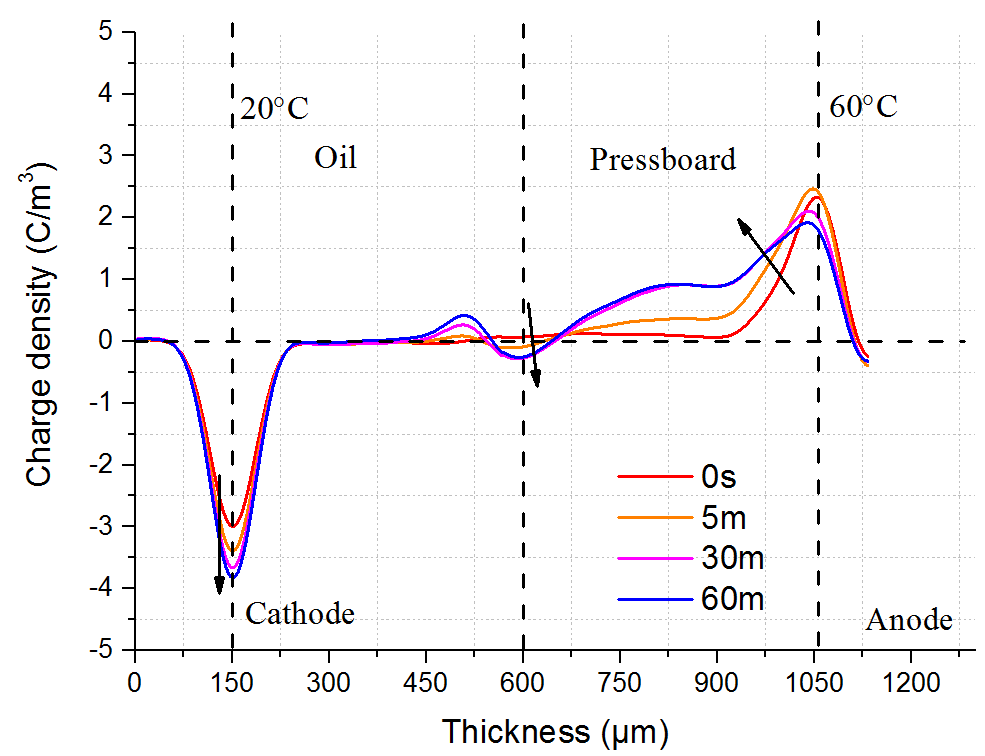 5
4
3
2
1
0
-1
-2
-3
-4
-5
Charge density (C/m³)
20°C
60°C
Oil
Pressboard
0s
5m
30m
60m
Cathode
Anode
0 150 300 450 600 750 900 1050 1200
Thickness (μm)